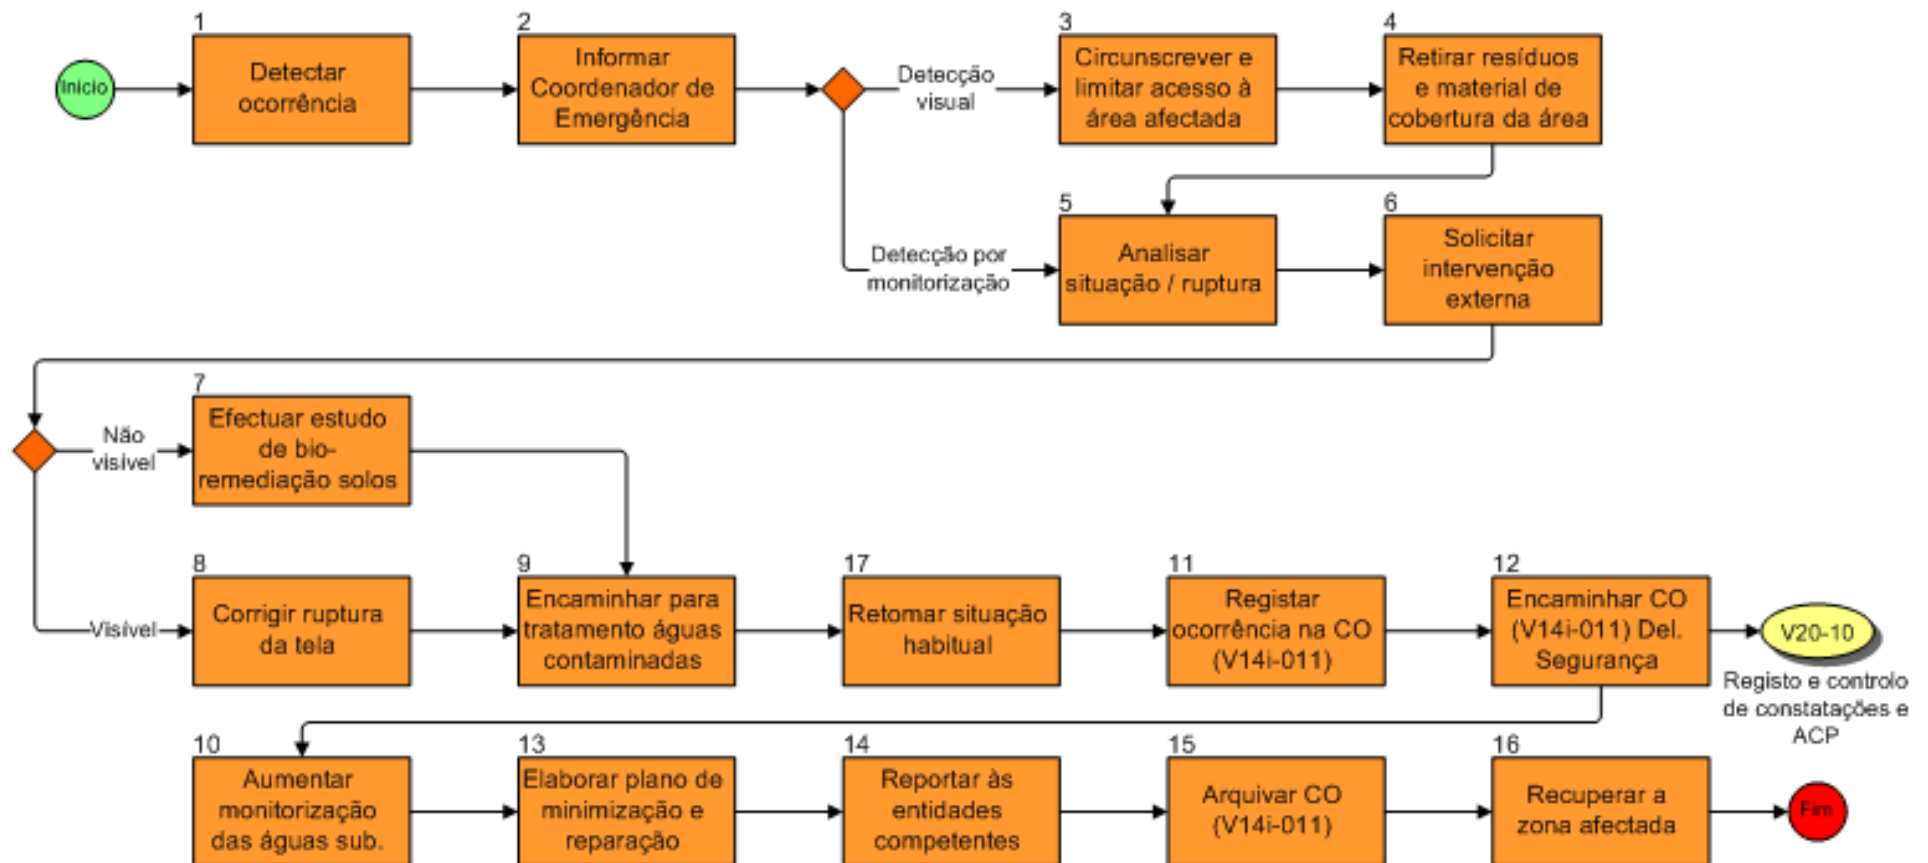 Início
1
Detectar
ocorrência
2
Informar
Coordenador de
Emergência
Detecção
visual
3
Circunscrever e
limitar acesso à
área afectada
4
Retirar resíduos
e material de
cobertura da área
Detecção por
monitorização
5
Analisar
situação / ruptura
6
Solicitar
intervenção
externa
Não
visível
7
Efectuar estudo
de bio-
remediação solos
Visível
8
Corrigir ruptura
da tela
9
Encaminhar para
tratamento águas
contaminadas
17
Retomar situação
habitual
11
Registar
ocorrência na CO
(V14i-011)
12
Encaminhar CO
(V14i-011) Del.
Segurança
V20-10
Registo e controlo
de constatações e
ACP
10
Aumentar
monitorização
das águas sub.
13
Elaborar plano de
minimização e
reparação
14
Reportar às
entidades
competentes
15
Arquivar CO
(V14i-011)
16
Recuperar a
zona afectada
Fim